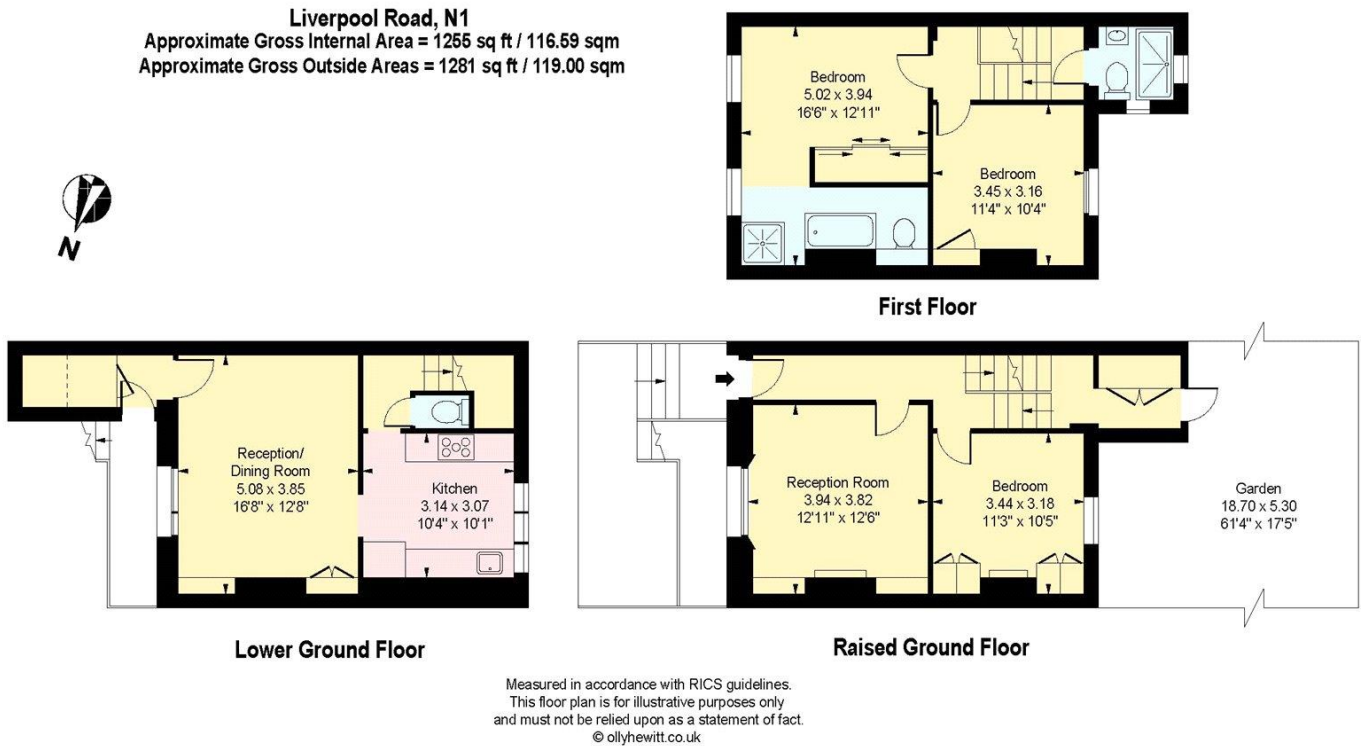 Liverpool Road, N1
Approximate Gross Internal Area = 1255 sq ft / 116.59 sqm
Approximate Gross Outside Areas = 1281 sq ft / 119.00 sqm
N
Bedroom
5.02 x 3.94
16'6" x 12'11"
Bedroom
3.45 x 3.16
11'4" x 10'4"
First Floor
Reception/
Dining Room
5.08 x 3.85
16'8" x 12'8"
Kitchen
3.14 x 3.07
10'4" x 10'1"
Lower Ground Floor
Reception Room
3.94 x 3.82
12'11" x 12'6"
Bedroom
3.44 x 3.18
11'3" x 10'5"
Garden
18.70 x 5.30
61'4" x 17'5"
Raised Ground Floor
Measured in accordance with RICS guidelines.
This floor plan is for illustrative purposes only
and must not be relied upon as a statement of fact.
© ollyhewitt.co.uk